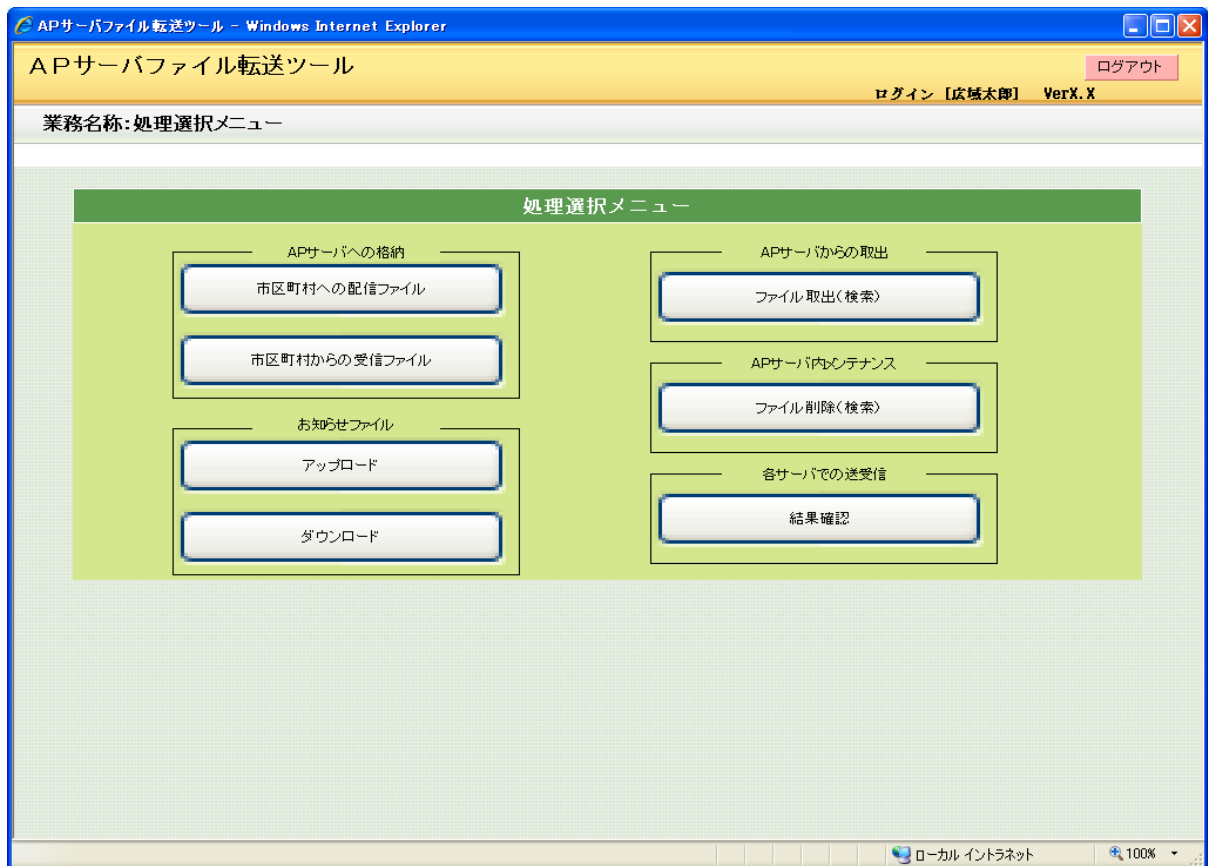 APサーバファイル転送ツール - Windows Internet Explorer
APサーバファイル転送ツール
ログアウト
ログイン [広域太郎] VerX.X
業務名称:処理選択メニュー
処理選択メニュー
APサーバへの格納
市区町村への配信ファイル
市区町村からの受信ファイル
お知らせファイル
アップロード
ダウンロード
APサーバからの取出
ファイル取出(検索)
APサーバ内メンテナンス
ファイル削除(検索)
各サーバでの送受信
結果確認
ローカル イントラネット
100%